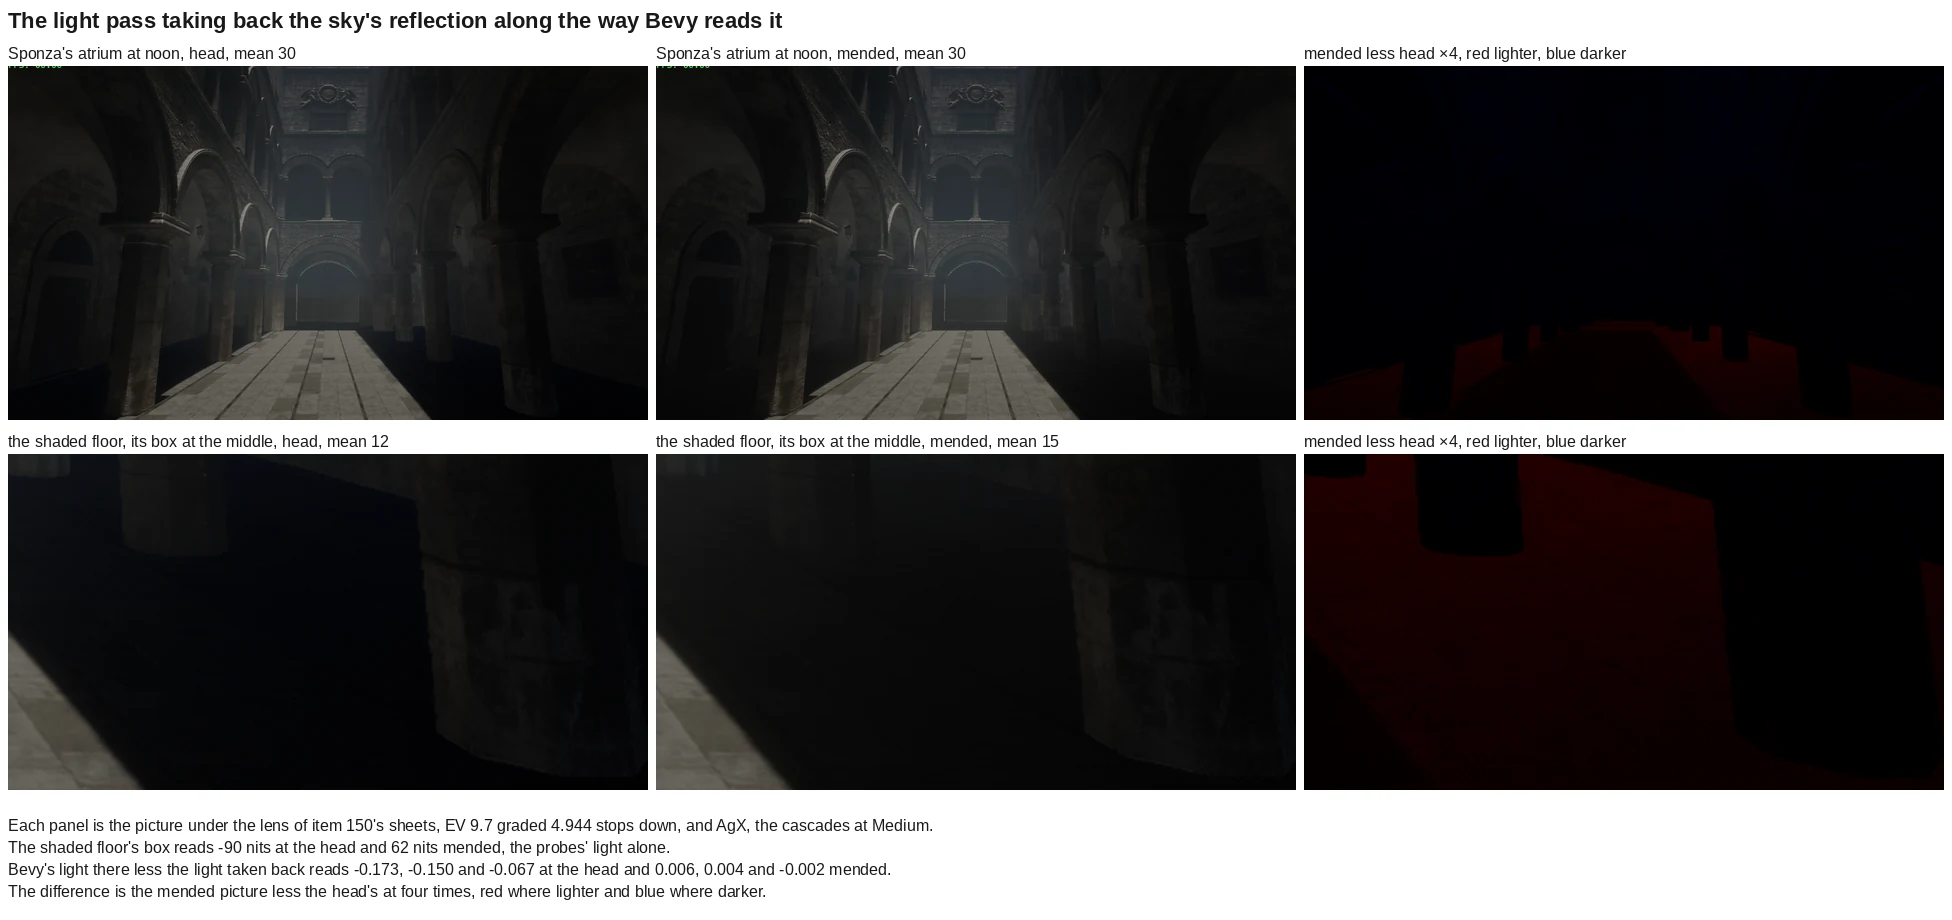 The light pass taking back the sky's reflection along the way Bevy reads it
Sponza's atrium at noon, head, mean 30
Sponza's atrium at noon, mended, mean 30
mended less head ×4, red lighter, blue darker
the shaded floor, its box at the middle, head, mean 12
the shaded floor, its box at the middle, mended, mean 15
mended less head ×4, red lighter, blue darker
Each panel is the picture under the lens of item 150's sheets, EV 9.7 graded 4.944 stops down, and AgX, the cascades at Medium.
The shaded floor's box reads -90 nits at the head and 62 nits mended, the probes' light alone.
Bevy's light there less the light taken back reads -0.173, -0.150 and -0.067 at the head and 0.006, 0.004 and -0.002 mended.
The difference is the mended picture less the head's at four times, red where lighter and blue where darker.